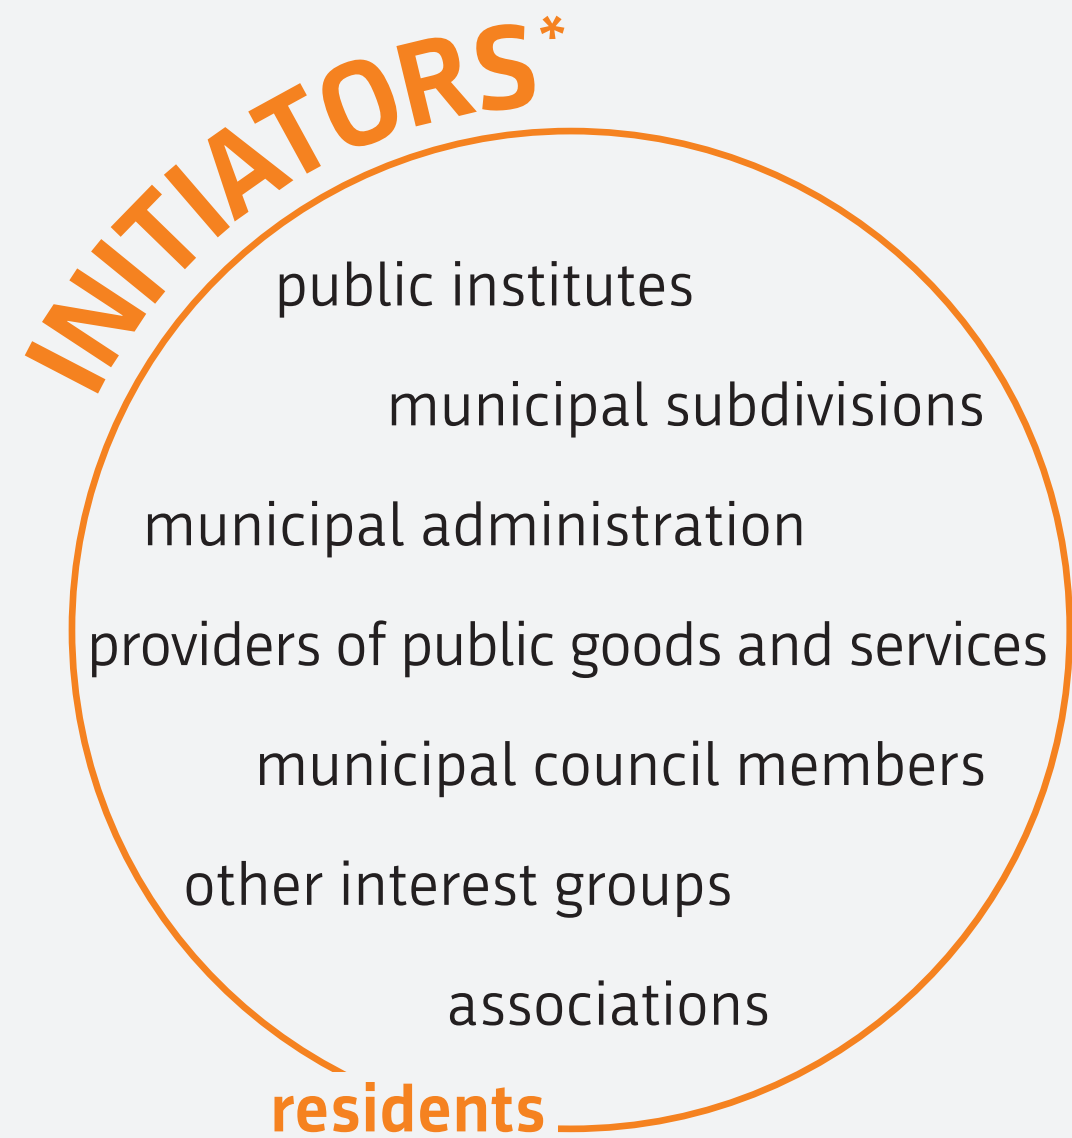 INITIATORS*
public institutes
municipal subdivisions
municipal administration
providers of public goods and services
municipal council members
other interest groups
associations
residents